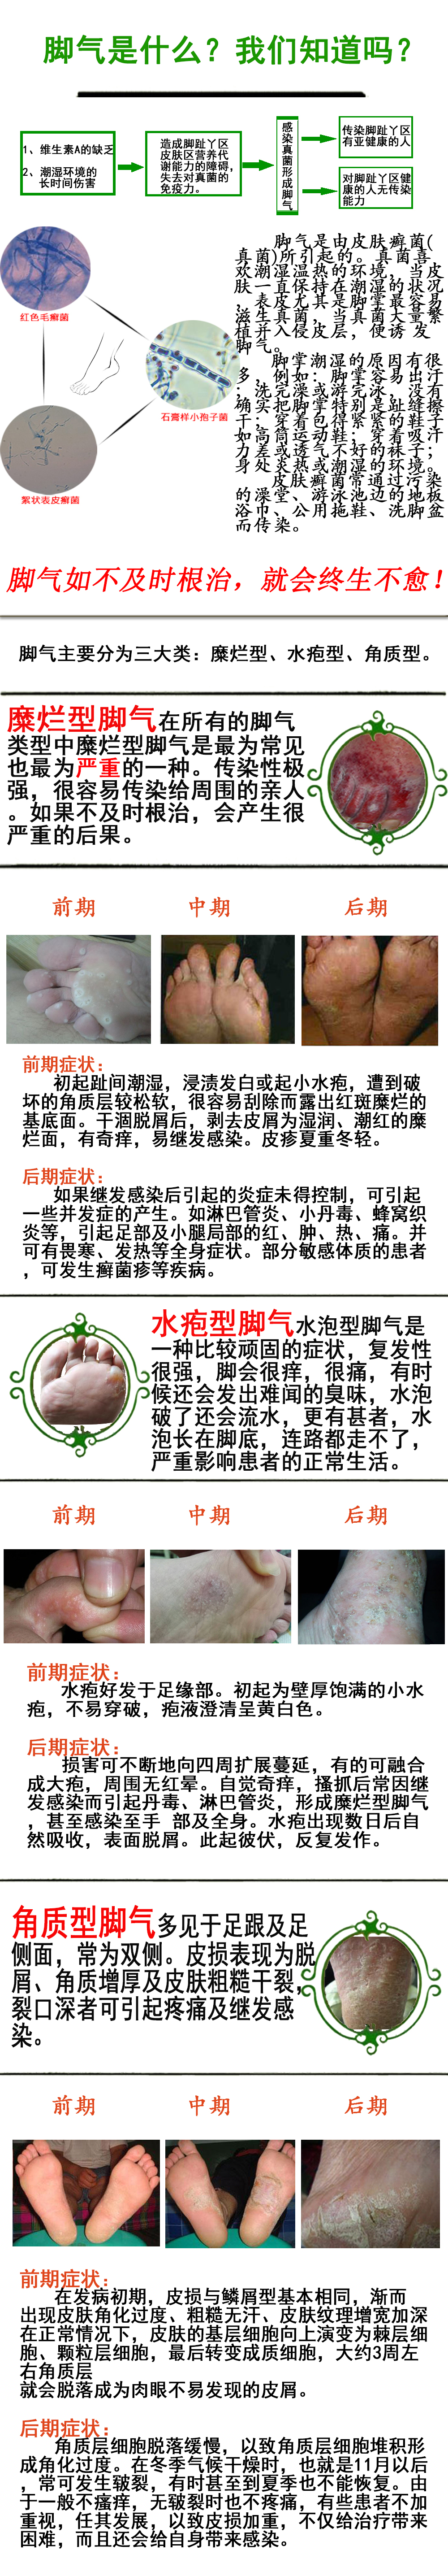 脚气是什么？我们知道吗？
1、维生素A的缺乏
2、潮湿环境的
长时间伤害
造成脚趾丫区
皮肤区营养代
谢能力的障碍，
失去对真菌的
免疫力。
感染真菌形成脚气
传染脚趾丫区
有亚健康的人
对脚趾丫区健
康的人无传染
能力
红色毛癣菌
石膏样小孢子菌
絮状表皮癣菌
脚气是由皮肤癣菌(
真菌)所引起的。真菌喜
欢潮湿温热的环境，当皮
肤一直保持在潮湿的状况
，表皮尤其是脚掌最容易
滋生真菌，当真菌大量繁
植并入侵皮层，便诱 发
脚气。
脚掌潮湿的原因有很
多，例如：脚掌容易出汗
，洗完澡或游完水，没有
确实把脚掌特别是趾缝擦
干；穿着包得紧紧的鞋子
如高筒运动鞋；穿着吸汗
力差或透气不好的袜子；
身处炎热或潮湿的环境。
皮肤癣菌常通过污染
的澡堂、游泳池边的地板
浴巾、公用拖鞋、洗脚盆
而传染。
脚气如不及时根治，就会终生不愈！
脚气主要分为三大类：糜烂型、水疱型、角质型。
糜烂型脚气在所有的脚气
类型中糜烂型脚气是最为常见
也最为严重的一种。传染性极
强，很容易传染给周围的亲人
。如果不及时根治，会产生很
严重的后果。
前期 中期 后期
前期症状：
初起趾间潮湿，浸渍发白或起小水疱，遭到破
坏的角质层较松软，很容易刮除而露出红斑糜烂的
基底面。干涸脱屑后，剥去皮屑为湿润、潮红的糜
烂面，有奇痒，易继发感染。皮疹夏重冬轻。
后期症状：
如果继发感染后引起的炎症未得控制，可引起
一些并发症的产生。如淋巴管炎、小丹毒、蜂窝织
炎等，引起足部及小腿局部的红、肿、热、痛。并
可有畏寒、发热等全身症状。部分敏感体质的患者
，可发生癣菌疹等疾病。
水疱型脚气水泡型脚气是
一种比较顽固的症状，复发性
很强，脚会很痒，很痛，有时
候还会发出难闻的臭味，水泡
破了还会流水，更有甚者，水
泡长在脚底，连路都走不了，
严重影响患者的正常生活。
前期 中期 后期
前期症状：
水疱好发于足缘部。初起为壁厚饱满的小水
疱，不易穿破，疱液澄清呈黄白色。
后期症状：
损害可不断地向四周扩展蔓延，有的可融合
成大疱，周围无红晕。自觉奇痒，搔抓后常因继
发感染而引起丹毒、淋巴管炎，形成糜烂型脚气
，甚至感染至手 部及全身。水疱出现数日后自
然吸收，表面脱屑。此起彼伏，反复发作。
角质型脚气多见于足跟及足
侧面，常为双侧。皮损表现为脱
屑、角质增厚及皮肤粗糙干裂，
裂口深者可引起疼痛及继发感
染。
前期 中期 后期
前期症状：
在发病初期，皮损与鳞屑型基本相同，渐而
出现皮肤角化过度、粗糙无汗、皮肤纹理增宽加深
在正常情况下，皮肤的基层细胞向上演变为棘层细
胞、颗粒层细胞，最后转变成质细胞，大约3周左
右角质层
就会脱落成为肉眼不易发现的皮屑。
后期症状：
角质层细胞脱落缓慢，以致角质层细胞堆积形
成角化过度。在冬季气候干燥时，也就是11月以后
，常可发生皲裂，有时甚至到夏季也不能恢复。由
于一般不瘙痒，无皲裂时也不疼痛，有些患者不加
重视，任其发展，以致皮损加重，不仅给治疗带来
困难，而且还会给自身带来感染。